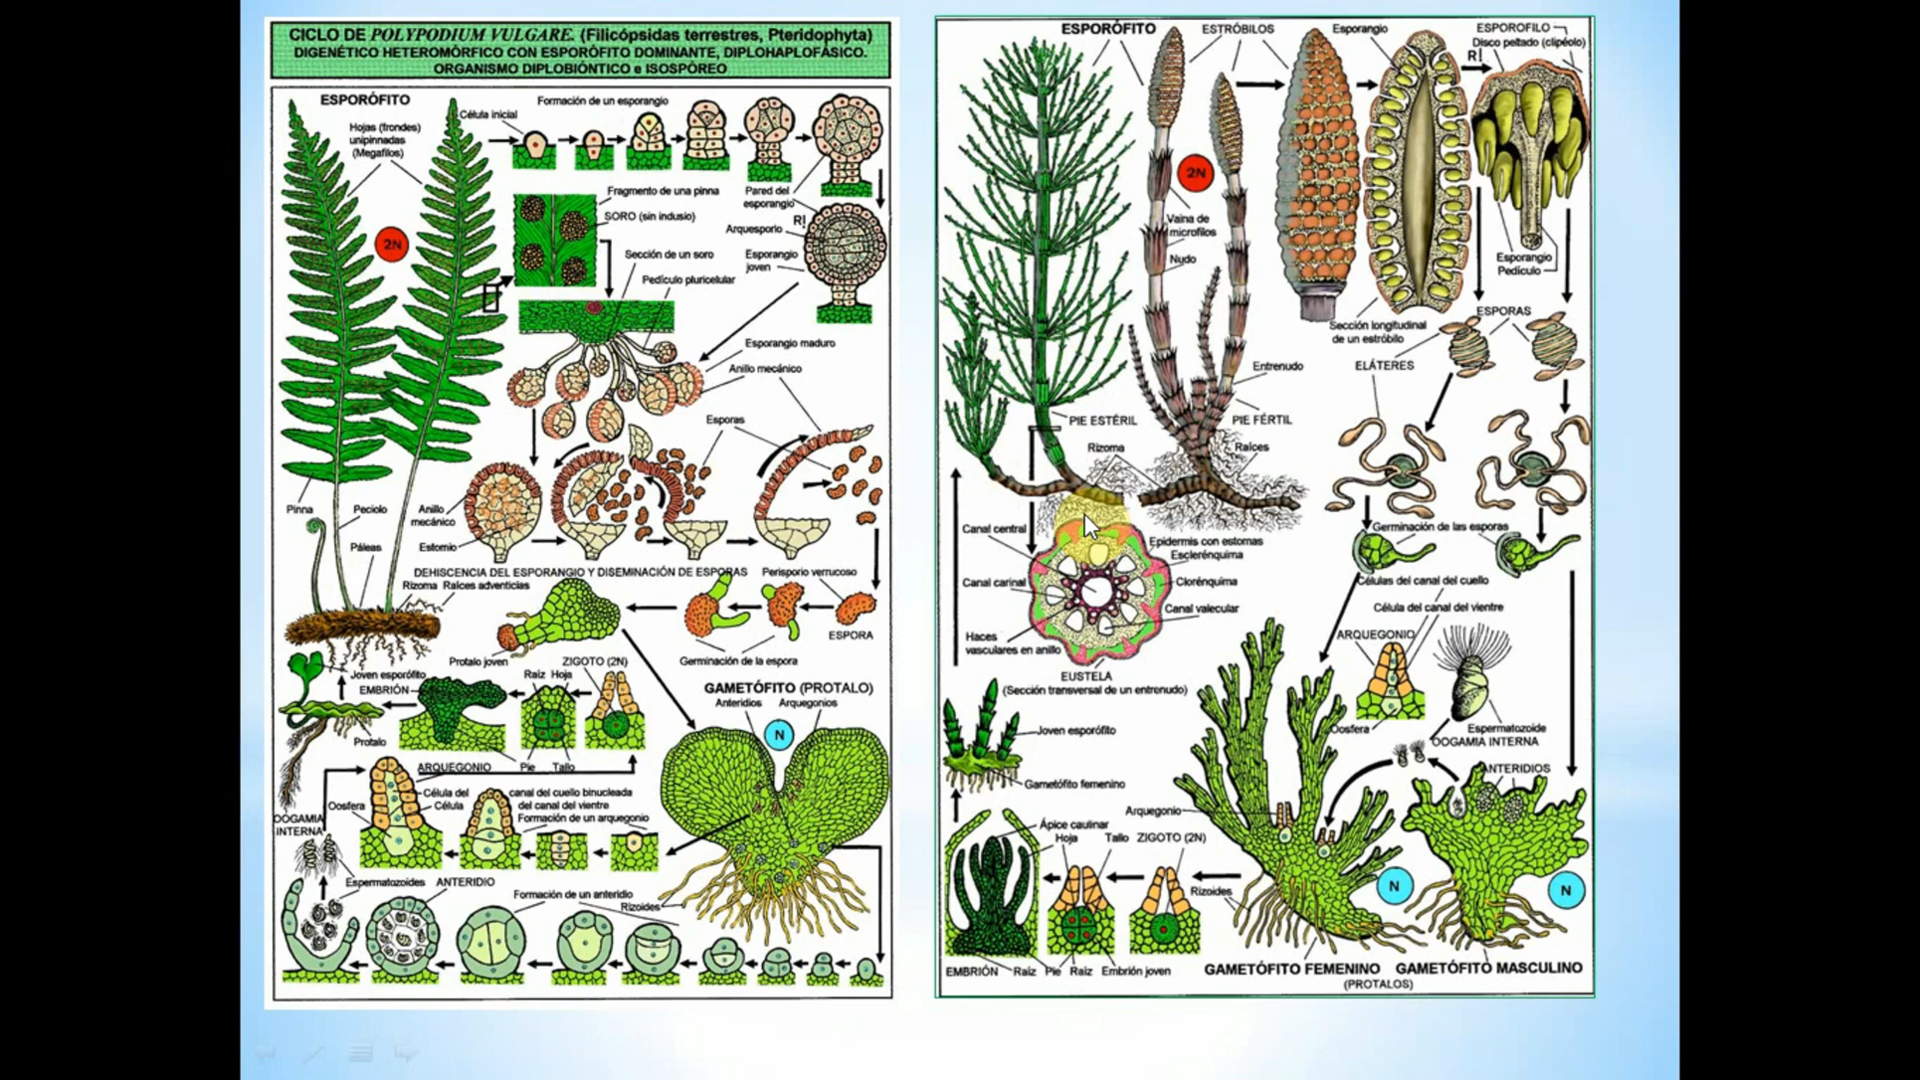 CICLO DE POLYPODIUM VULGARE. (Filicópsidas terrestres, Pteridophyta)
DIGENÉTICO HETEROMÓRFICO CON ESPORÓFITO DOMINANTE, DIPLOHAPLOFÁSICO.
ORGANISMO DIPLOBIÓNTICO e ISOSPÓREO
ESPORÓFITO
Hojas (frondes)
unipinnadas
(Megafilos)
2N
Célula inicial
Formación de un esporangio
Fragmento de una pinna
SORO (sin indusio)
Pared del
esporangio
R!
Arquesporio
Esporangio
joven
Sección de un soro
Pedículo pluricelular
Esporangio maduro
Anillo mecánico
Esporas
Pinna
Peciolo
Anillo
mecánico
Estomio
Páleas
DEHISCENCIA DEL ESPORANGIO Y DISEMINACIÓN DE ESPORAS
Perisporio verrucoso
Rizoma
Raíces adventicias
ESPORA
Protalo joven
Germinación de la espora
ZIGOTO (2N)
Raíz
Hoja
Joven esporófito
EMBRIÓN
GAMETÓFITO (PROTALO)
Anteridios
Arquegonios
N
Protalo
Pie
Tallo
ARQUEGONIO
Célula del
canal del cuello binucleada
Oosfera
Célula
del canal del vientre
OOGAMIA
INTERNA
Formación de un arquegonio
Espermatozoides
ANTERIDIO
Formación de un anteridio
Rizoides
ESPORÓFITO
ESTRÓBILOS
Esporangio
ESPOROFILO
Disco peltado (clipéolo)
R!
2N
Vaina de
microfilos
Nudo
Esporangio
Pedículo
Sección longitudinal
de un estróbilo
ESPORAS
ELÁTERES
Entrenudo
PIE ESTÉRIL
PIE FÉRTIL
Rizoma
Raíces
Canal central
Epidermis con estomas
Esclerénquima
Germinación de las esporas
Canal carinal
Clorénquima
Células del canal del cuello
Canal valecular
Célula del canal del vientre
ARQUEGONIO
Haces
vasculares en anillo
EUSTELA
(Sección transversal de un entrenudo)
Joven esporófito
Oosfera
Espermatozoide
OOGAMIA INTERNA
Gametófito femenino
ANTERIDIOS
Arquegonio
Ápice caulinar
Hoja
Tallo
ZIGOTO (2N)
Rizoides
N
N
EMBRIÓN
Raíz
Pie
Raíz
Embrión joven
GAMETÓFITO FEMENINO
GAMETÓFITO MASCULINO
(PROTALOS)